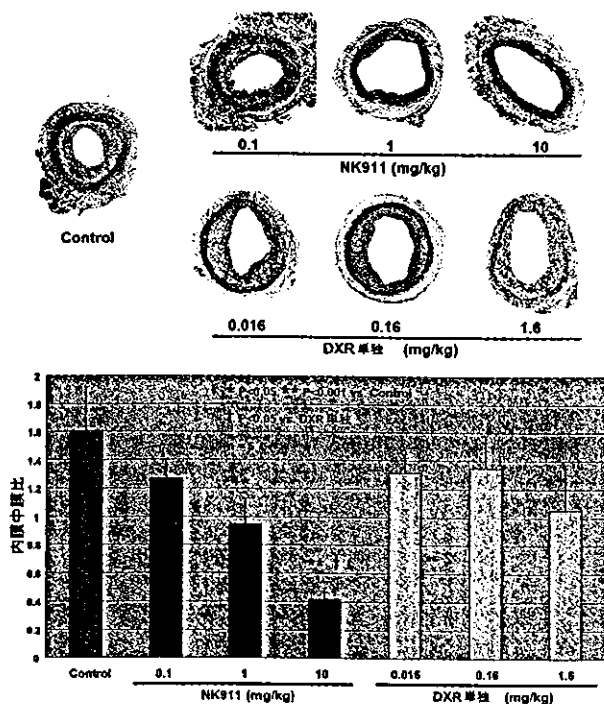 0.1 1 10
NK911 (mg/kg)
Control
0.016 0.16 1.6
DXR単独 (mg/kg)
2
1.8
1.6
1.4
1.2
1
0.8
0.6
0.4
0.2
0
内膜中膜比
vs Control
Control 0.1 1 10 0.016 0.16 1.6
NK911 (mg/kg) DXR単独 (mg/kg)